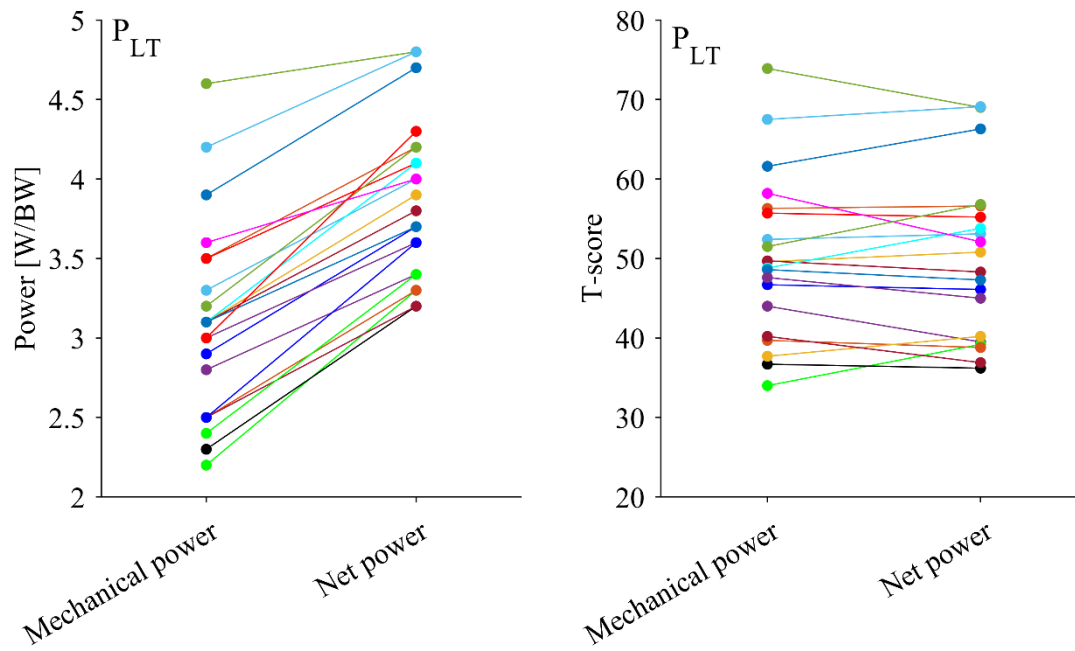 P_LT
Power [W/BW]
5
4.5
4
3.5
3
2.5
2
Mechanical power
Net power
P_LT
T-score
80
70
60
50
40
30
20
Mechanical power
Net power